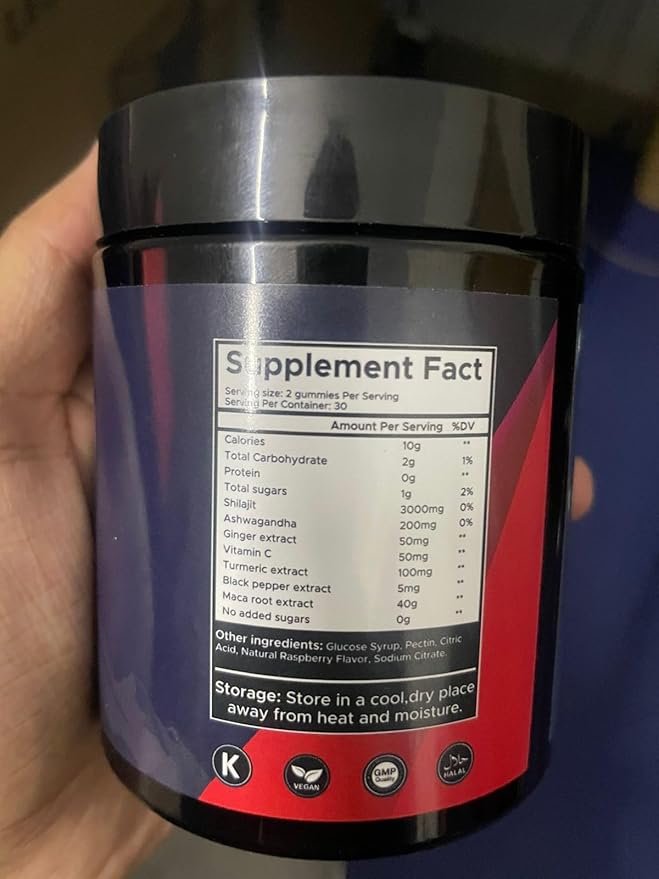 Supplement Fact
Serving size: 2 gummies Per Serving
Serving Per Container: 30
Amount Per Serving %DV
Calories 10g **
Total Carbohydrate 2g 1%
Protein 0g **
Total sugars 1g 2%
Shilajit 3000mg 0%
Ashwagandha 200mg 0%
Ginger extract 50mg **
Vitamin C 50mg **
Turmeric extract 100mg **
Black pepper extract 5mg **
Maca root extract 40g **
No added sugars 0g **
Other ingredients: Glucose Syrup, Pectin, Citric
Acid, Natural Raspberry Flavor, Sodium Citrate.
Storage: Store in a cool,dry place
away from heat and moisture.
K
VEGAN
GMP
Quality
حلال
HALAL